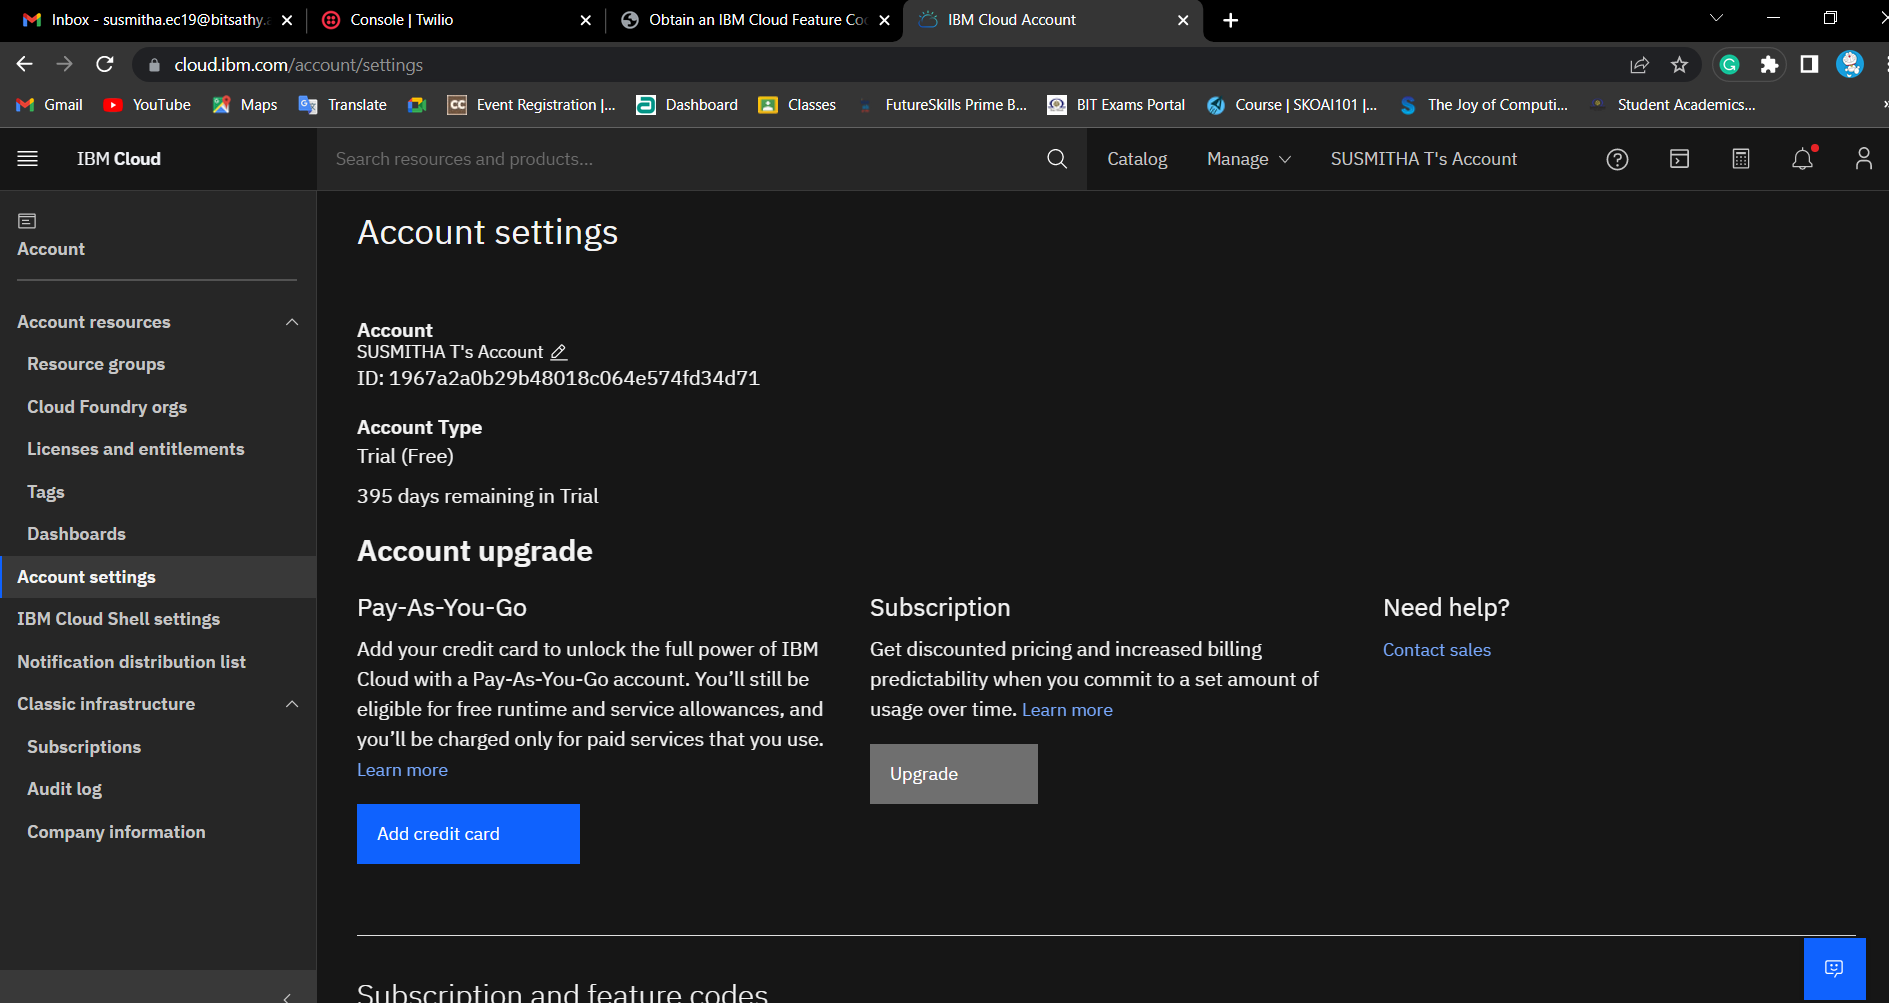 Inbox - susmitha.ec19@bitsathy.a
Console | Twilio
Obtain an IBM Cloud Feature Co
IBM Cloud Account
cloud.ibm.com/account/settings
Gmail
YouTube
Maps
Translate
Event Registration |...
Dashboard
Classes
FutureSkills Prime B...
BIT Exams Portal
Course | SKOAI101 |...
The Joy of Computi...
Student Academics...
IBM Cloud
Search resources and products...
Catalog
Manage
SUSMITHA T's Account
Account
Account resources
Resource groups
Cloud Foundry orgs
Licenses and entitlements
Tags
Dashboards
Account settings
IBM Cloud Shell settings
Notification distribution list
Classic infrastructure
Subscriptions
Audit log
Company information
Account settings
Account
SUSMITHA T's Account
ID: 1967a2a0b29b48018c064e574fd34d71
Account Type
Trial (Free)
395 days remaining in Trial
Account upgrade
Pay-As-You-Go
Add your credit card to unlock the full power of IBM
Cloud with a Pay-As-You-Go account. You’ll still be
eligible for free runtime and service allowances, and
you’ll be charged only for paid services that you use.
Learn more
Add credit card
Subscription
Get discounted pricing and increased billing
predictability when you commit to a set amount of
usage over time. Learn more
Upgrade
Need help?
Contact sales
Subscription and feature codes